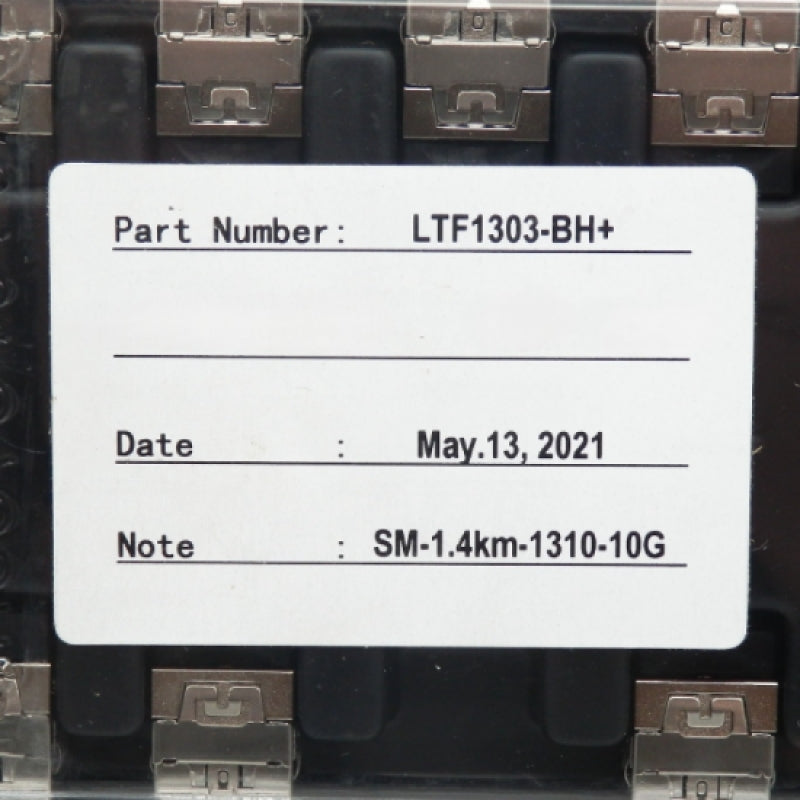 Part Number: LTF1303-BH+
Date : May.13, 2021
Note : SM-1.4km-1310-10G